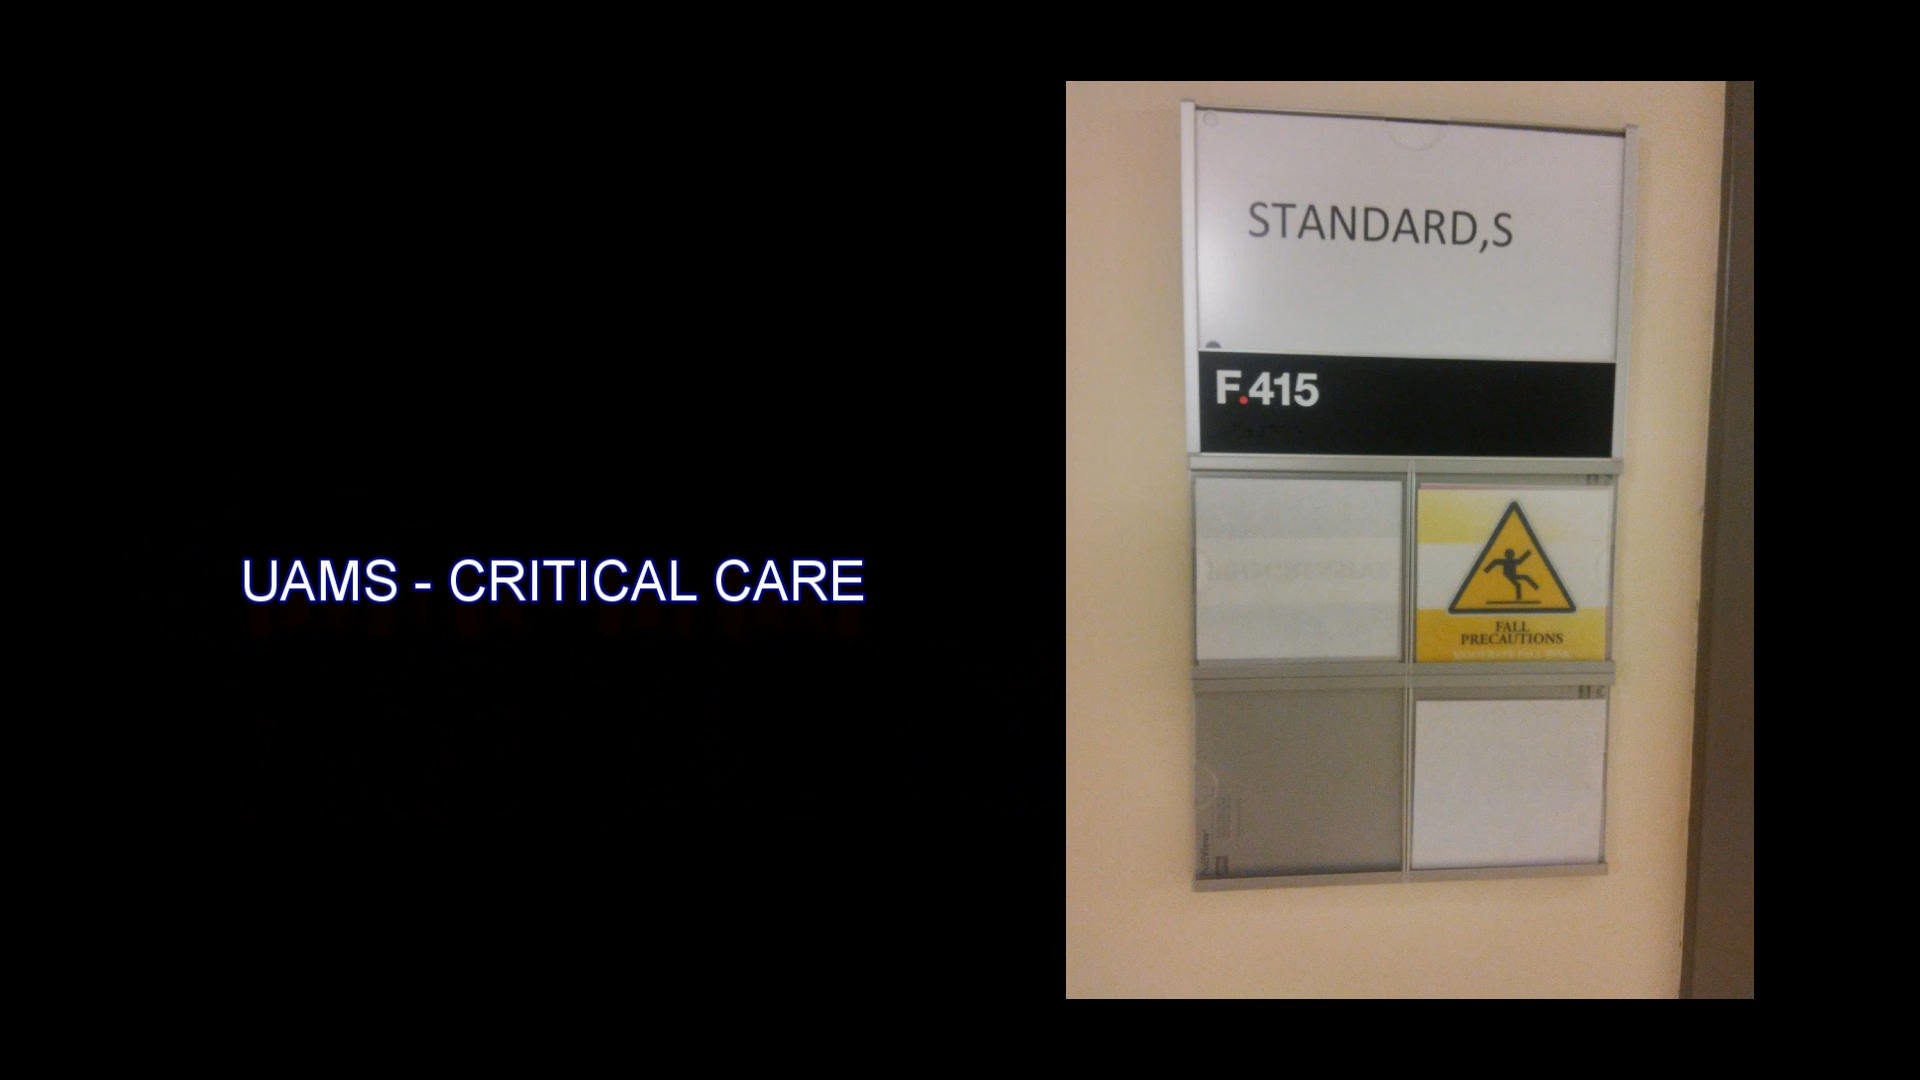 UAMS - CRITICAL CARE
STANDARD,S
F.415
FALL
PRECAUTIONS